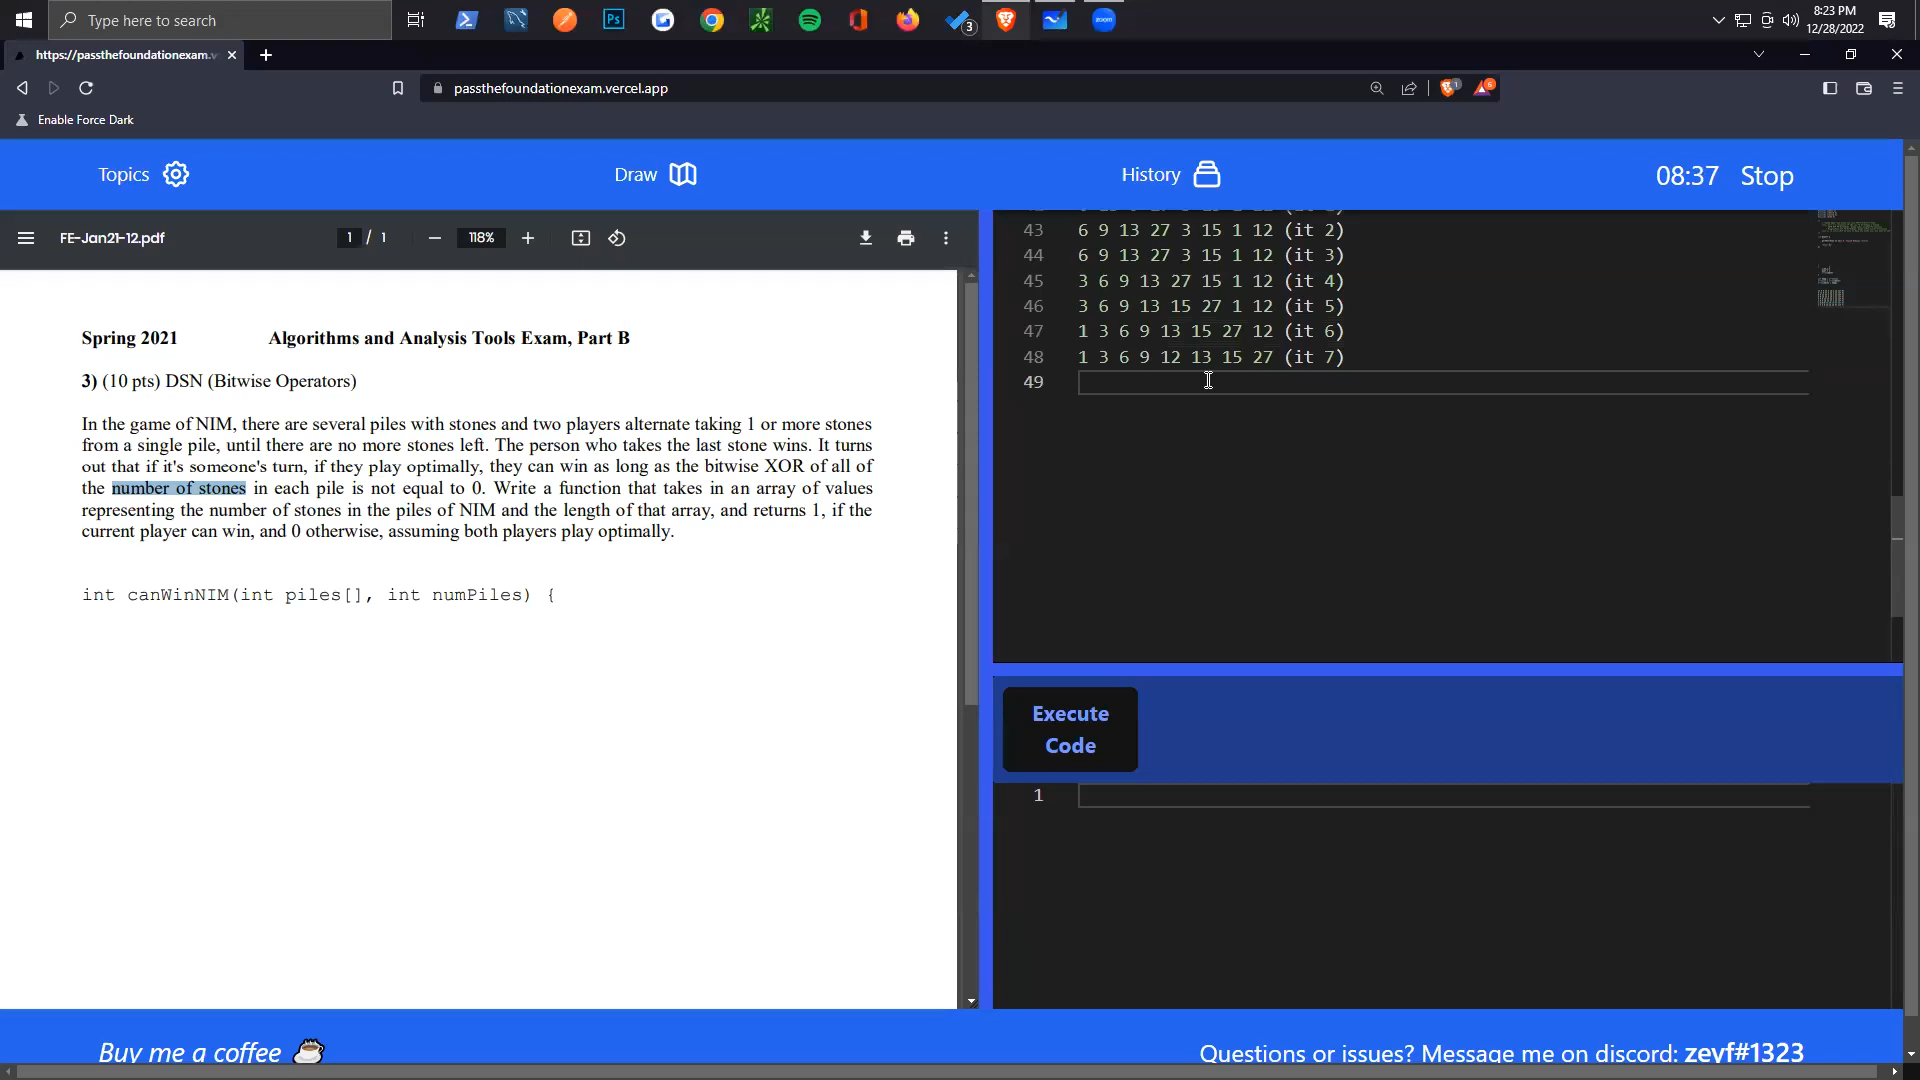 Type here to search
Ps
3
zoom
8:23 PM
12/28/2022
https://passthefoundationexam.v
passthefoundationexam.vercel.app
1
6
Enable Force Dark
Topics
Draw
History
08:37
Stop
FE-Jan21-12.pdf
1 / 1
118%
Spring 2021 Algorithms and Analysis Tools Exam, Part B
3) (10 pts) DSN (Bitwise Operators)
In the game of NIM, there are several piles with stones and two players alternate taking 1 or more stones
from a single pile, until there are no more stones left. The person who takes the last stone wins. It turns
out that if it's someone's turn, if they play optimally, they can win as long as the bitwise XOR of all of
the number of stones in each pile is not equal to 0. Write a function that takes in an array of values
representing the number of stones in the piles of NIM and the length of that array, and returns 1, if the
current player can win, and 0 otherwise, assuming both players play optimally.
int canWinNIM(int piles[], int numPiles) {
43 6 9 13 27 3 15 1 12 (it 2)
44 6 9 13 27 3 15 1 12 (it 3)
45 3 6 9 13 27 15 1 12 (it 4)
46 3 6 9 13 15 27 1 12 (it 5)
47 1 3 6 9 13 15 27 12 (it 6)
48 1 3 6 9 12 13 15 27 (it 7)
49
Execute
Code
1
Buy me a coffee
Questions or issues? Message me on discord: zeyf#1323